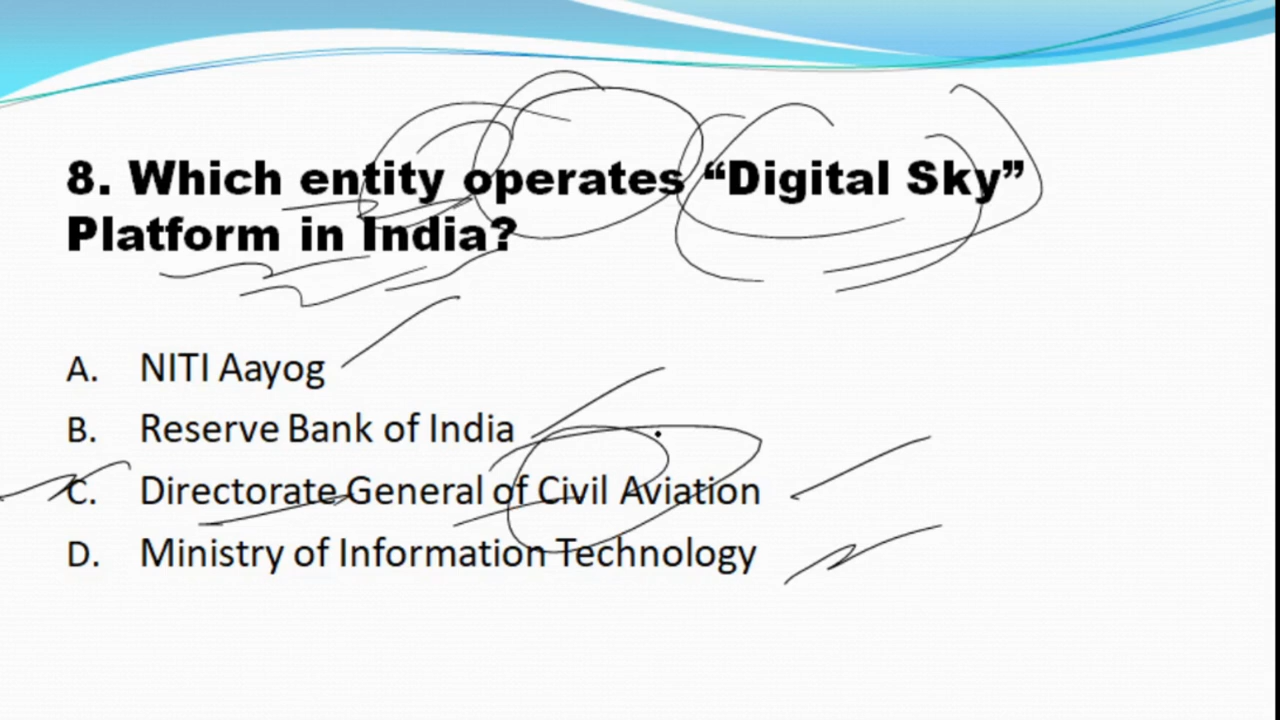 8. Which entity operates “Digital Sky”
Platform in India?
A. NITI Aayog
B. Reserve Bank of India
C. Directorate General of Civil Aviation
D. Ministry of Information Technology